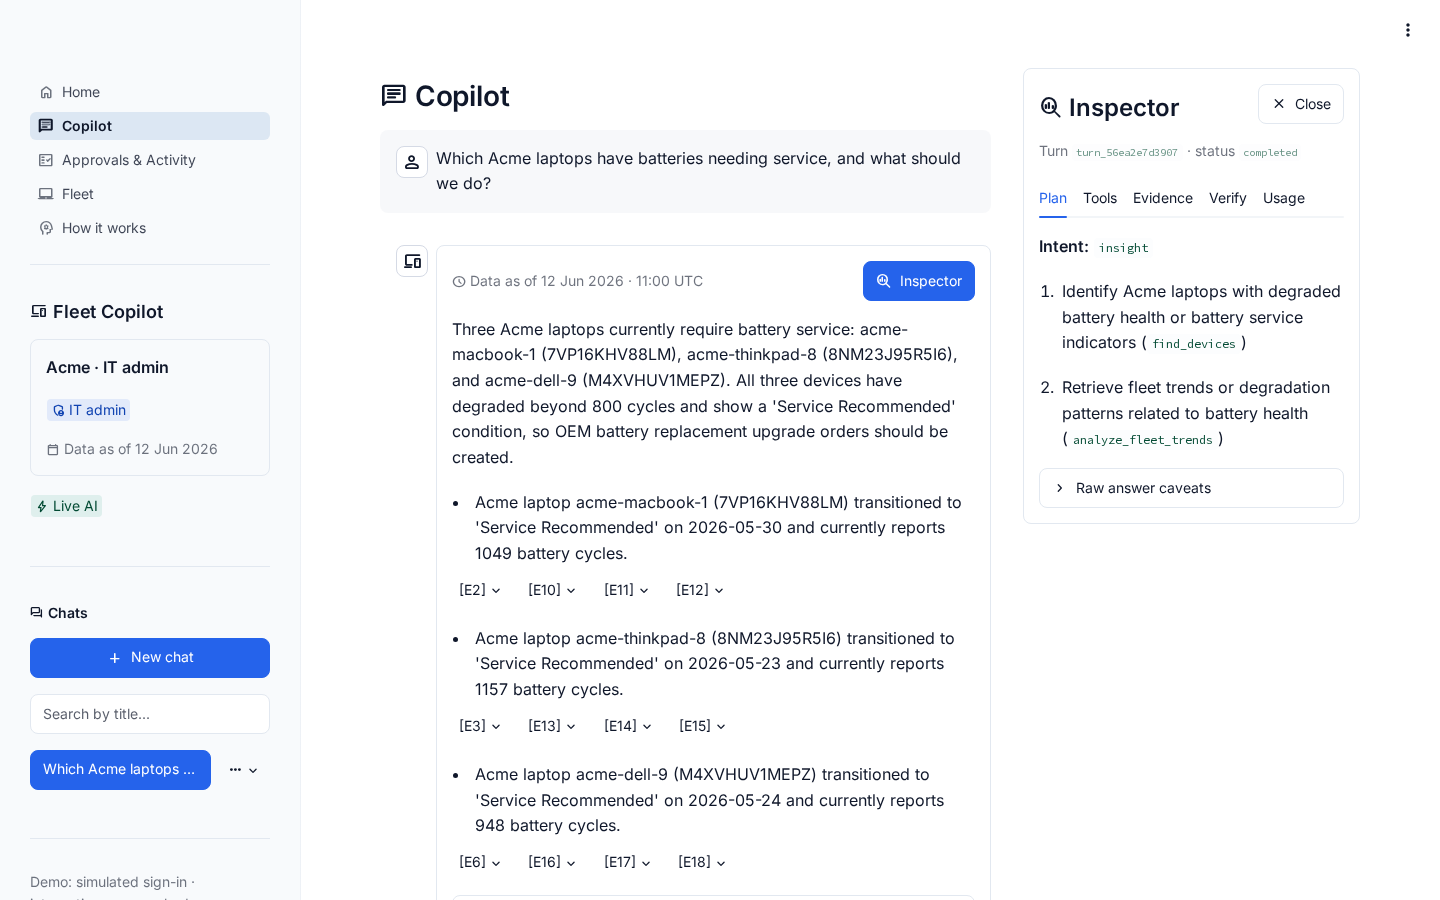 Home
Copilot
Approvals & Activity
Fleet
How it works
Fleet Copilot
Acme · IT admin
IT admin
Data as of 12 Jun 2026
Live AI
Chats
New chat
Search by title...
Which Acme laptops ...
Demo: simulated sign-in ·
Copilot
Which Acme laptops have batteries needing service, and what should
we do?
Data as of 12 Jun 2026 · 11:00 UTC
Inspector
Three Acme laptops currently require battery service: acme-
macbook-1 (7VP16KHV88LM), acme-thinkpad-8 (8NM23J95R5I6),
and acme-dell-9 (M4XVHUV1MEPZ). All three devices have
degraded beyond 800 cycles and show a 'Service Recommended'
condition, so OEM battery replacement upgrade orders should be
created.
• Acme laptop acme-macbook-1 (7VP16KHV88LM) transitioned to
'Service Recommended' on 2026-05-30 and currently reports
1049 battery cycles.
[E2] [E10] [E11] [E12]
• Acme laptop acme-thinkpad-8 (8NM23J95R5I6) transitioned to
'Service Recommended' on 2026-05-23 and currently reports
1157 battery cycles.
[E3] [E13] [E14] [E15]
• Acme laptop acme-dell-9 (M4XVHUV1MEPZ) transitioned to
'Service Recommended' on 2026-05-24 and currently reports
948 battery cycles.
[E6] [E16] [E17] [E18]
Inspector
Close
Turn turn_56ea2e7d3907 · status completed
Plan Tools Evidence Verify Usage
Intent: insight
1. Identify Acme laptops with degraded
battery health or battery service
indicators ( find_devices )
2. Retrieve fleet trends or degradation
patterns related to battery health
( analyze_fleet_trends )
Raw answer caveats